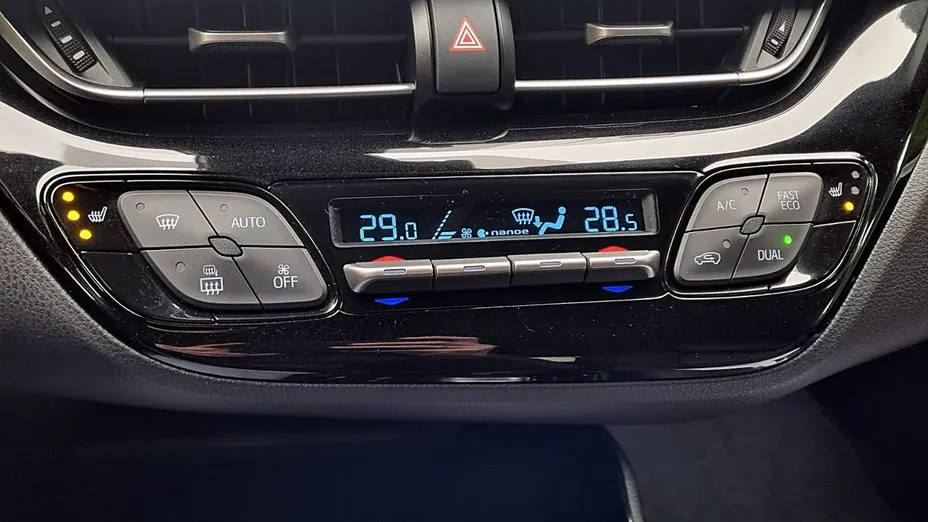 AUTO
OFF
29.0
nanoe
28.5
A/C
FAST
ECO
DUAL